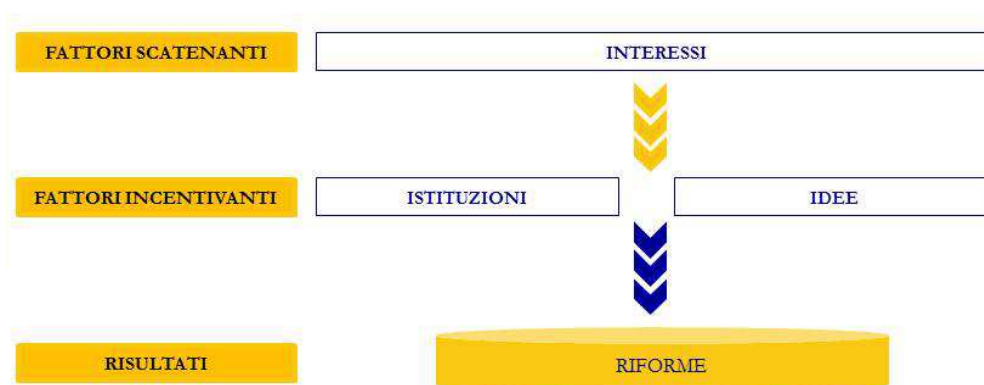 FATTORI SCATENANTI
INTERESSI
FATTORI INCENTIVANTI
ISTITUZIONI
IDEE
RISULTATI
RIFORME